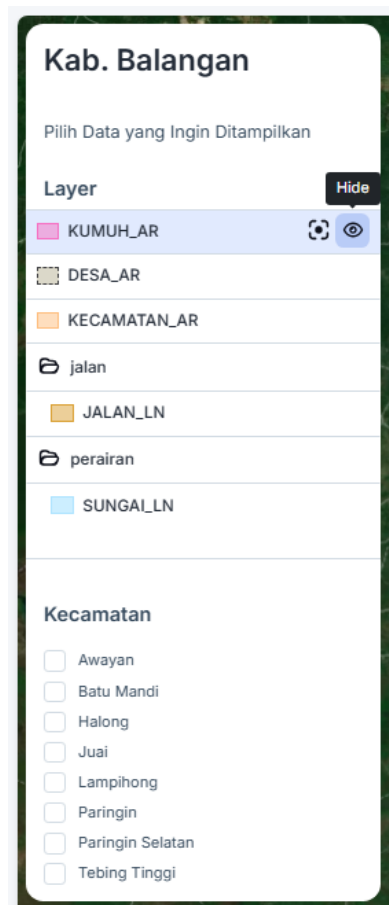 Kab. Balangan
Pilih Data yang Ingin Ditampilkan
Layer
Hide
KUMUH_AR
DESA_AR
KECAMATAN_AR
jalan
JALAN_LN
perairan
SUNGAI_LN
Kecamatan
Awayan
Batu Mandi
Halong
Juai
Lampihong
Paringin
Paringin Selatan
Tebing Tinggi